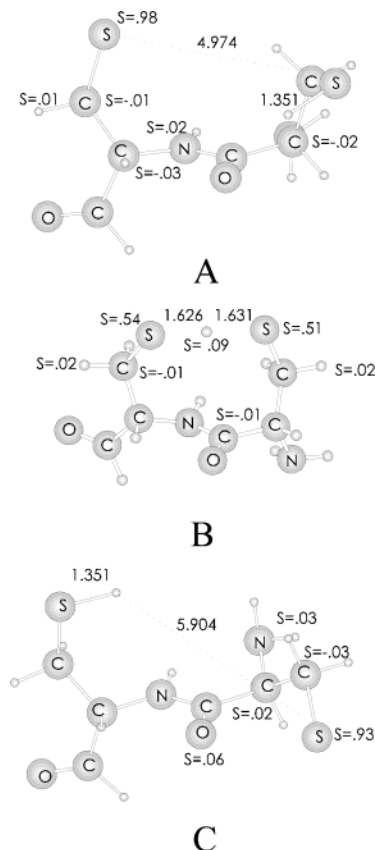 S=.98
S
4.974
C
S
1.351
S=.01
C
S=-.01
S=.02
C
S=-.02
C
N
C
S=-.03
O
O
C
A
1.626
1.631
S=.54
S
S
S=.51
S=.09
S=.02
C
C
S=.02
S=-.01
N
S=-.01
C
C
C
O
C
O
N
B
1.351
S
5.904
S=.03
N
S=-.03
C
C
N
C
C
C
S=.02
O
S
S=.93
S=.06
O
C
C